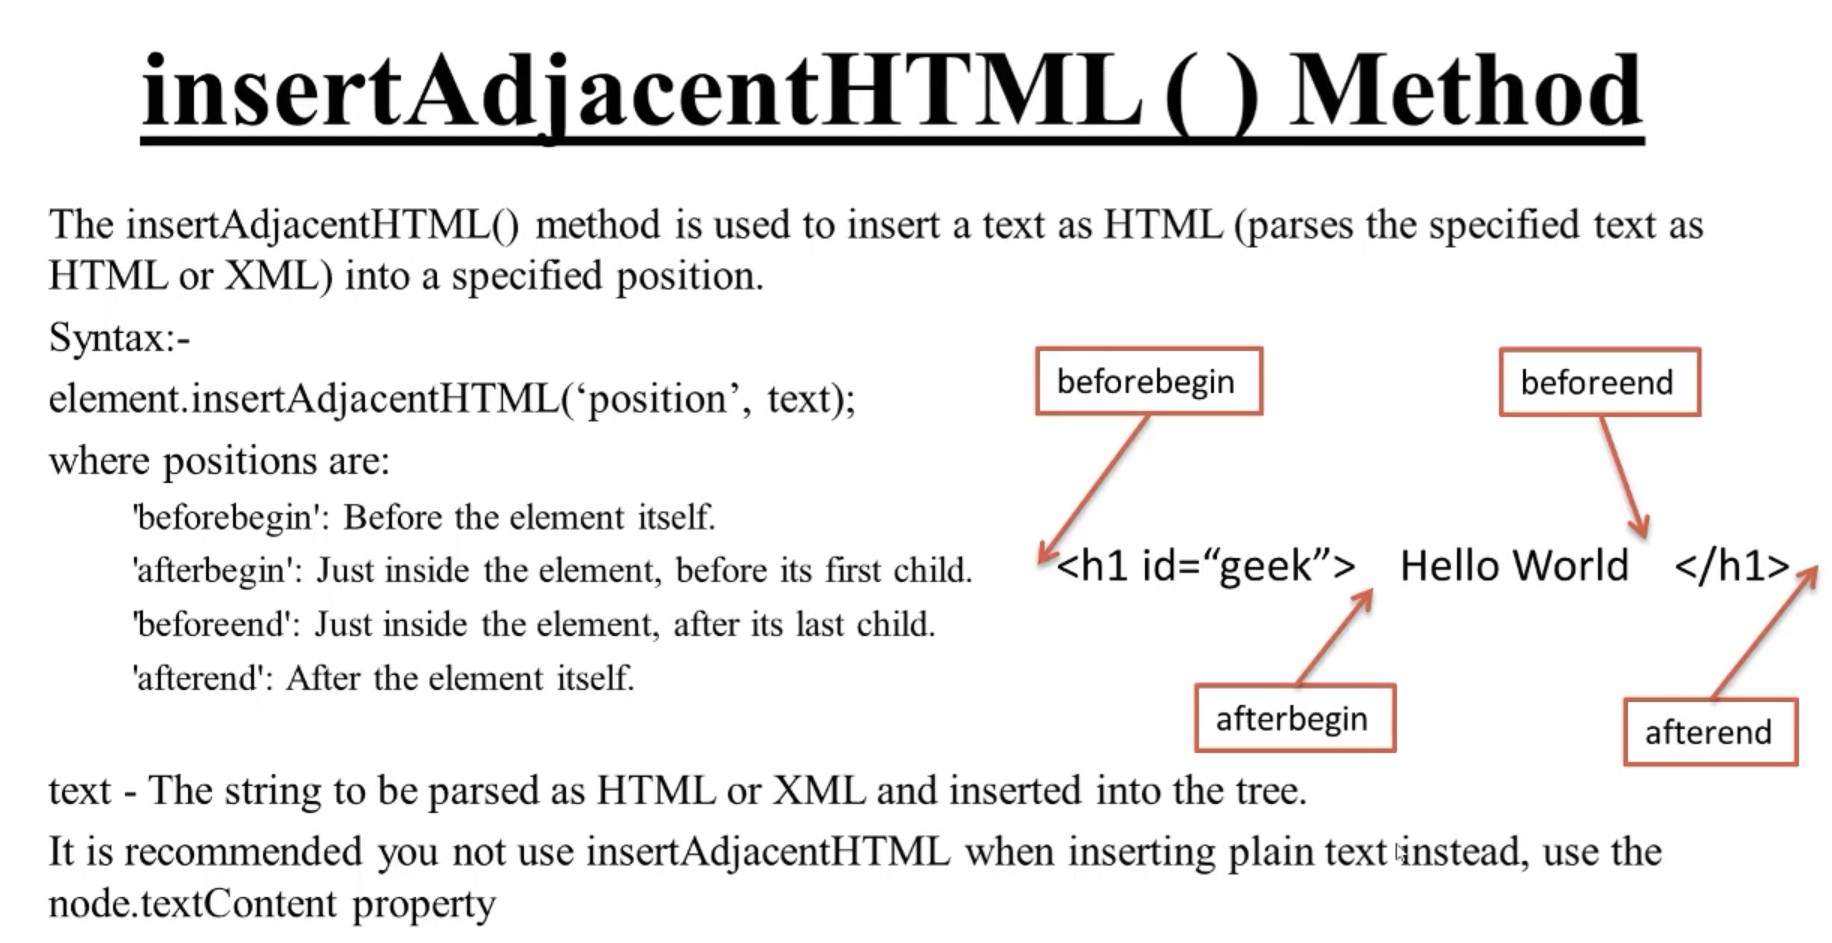 insertAdjacentHTML ( ) Method
The insertAdjacentHTML() method is used to insert a text as HTML (parses the specified text as
HTML or XML) into a specified position.
Syntax:-
element.insertAdjacentHTML(‘position’, text);
where positions are:
'beforebegin': Before the element itself.
'afterbegin': Just inside the element, before its first child.
'beforeend': Just inside the element, after its last child.
'afterend': After the element itself.
beforebegin
beforeend
<h1 id=“geek”> Hello World </h1>
afterbegin
afterend
text - The string to be parsed as HTML or XML and inserted into the tree.
It is recommended you not use insertAdjacentHTML when inserting plain text instead, use the
node.textContent property